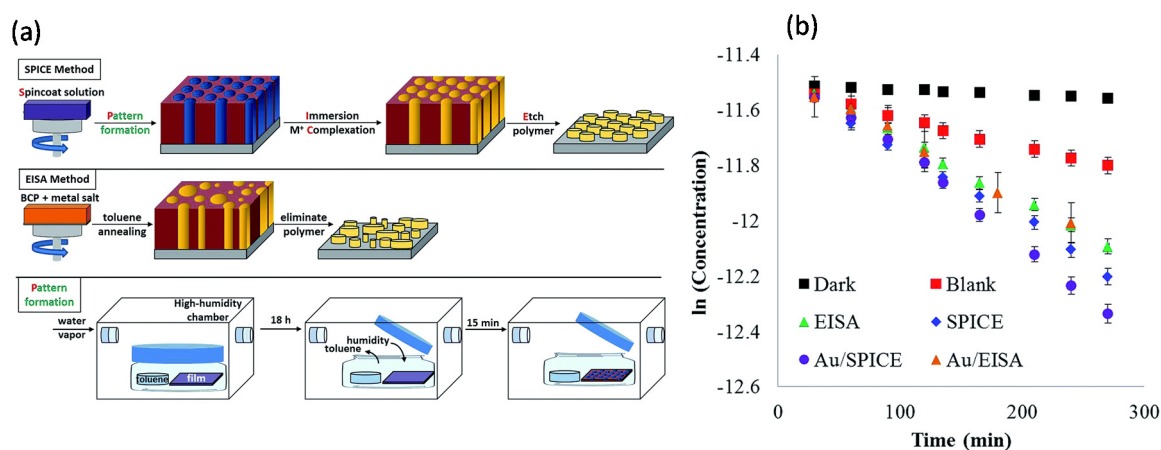 (a)
SPICE Method
Spincoat solution
Pattern
formation
Immersion
M⁺ Complexation
Etch
polymer
EISA Method
BCP + metal salt
toluene
annealing
eliminate
polymer
Pattern
formation
water
vapor
High-humidity
chamber
toluene
film
18 h
humidity
toluene
15 min
(b)
ln (Concentration)
-11.4
-11.6
-11.8
-12
-12.2
-12.4
-12.6
Dark
Blank
EISA
SPICE
Au/SPICE
Au/EISA
0
100
200
300
Time (min)